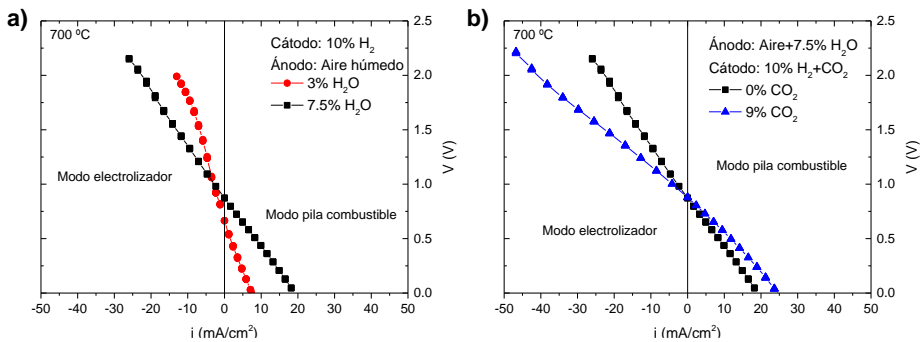 a)
700 ºC
Cátodo: 10% H₂
Ánodo: Aire húmedo
3% H₂O
7.5% H₂O
Modo electrolizador
Modo pila combustible
2.5
2.0
1.5
1.0
0.5
0.0
V (V)
-50 -40 -30 -20 -10 0 10 20 30 40 50
i (mA/cm²)
b)
700 ºC
Ánodo: Aire+7.5% H₂O
Cátodo: 10% H₂+CO₂
0% CO₂
9% CO₂
Modo pila combustible
Modo electrolizador
2.5
2.0
1.5
1.0
0.5
0.0
V (V)
-50 -40 -30 -20 -10 0 10 20 30 40 50
i (mA/cm²)